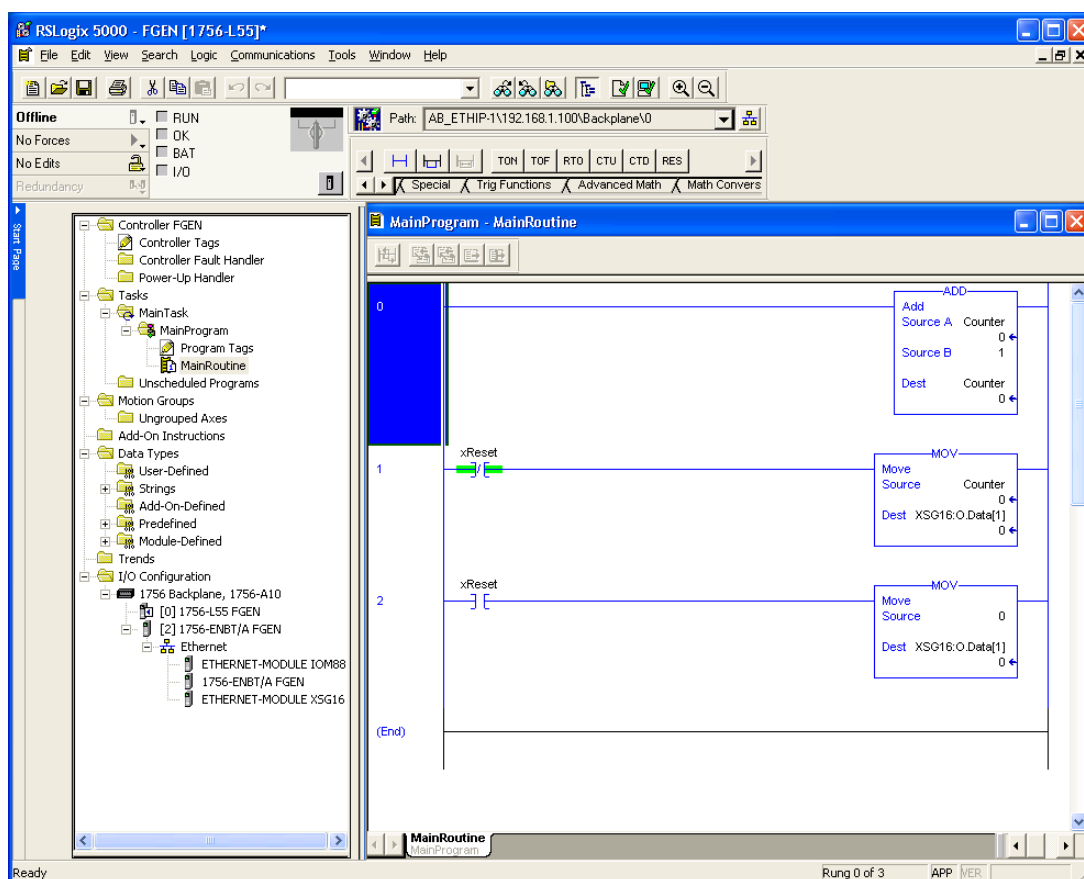 RSLogix 5000 - FGEN [1756-L55]*
File Edit View Search Logic Communications Tools Window Help
Offline
RUN
No Forces
OK
No Edits
BAT
Redundancy
I/O
Path: AB_ETHIP-1\192.168.1.100\Backplane\0
TON TOF RTO CTU CTD RES
Special Trig Functions Advanced Math Math Convers
Start Page
Controller FGEN
Controller Tags
Controller Fault Handler
Power-Up Handler
Tasks
MainTask
MainProgram
Program Tags
MainRoutine
Unscheduled Programs
Motion Groups
Ungrouped Axes
Add-On Instructions
Data Types
User-Defined
Strings
Add-On-Defined
Predefined
Module-Defined
Trends
I/O Configuration
1756 Backplane, 1756-A10
[0] 1756-L55 FGEN
[2] 1756-ENBT/A FGEN
Ethernet
ETHERNET-MODULE IOM88
1756-ENBT/A FGEN
ETHERNET-MODULE XSG16
MainProgram - MainRoutine
0
ADD
Add
Source A Counter
0
Source B 1
Dest Counter
0
1
xReset
MOV
Move
Source Counter
0
Dest XSG16:O.Data[1]
0
2
xReset
MOV
Move
Source 0
Dest XSG16:O.Data[1]
0
(End)
MainRoutine
MainProgram
Ready
Rung 0 of 3 APP VER